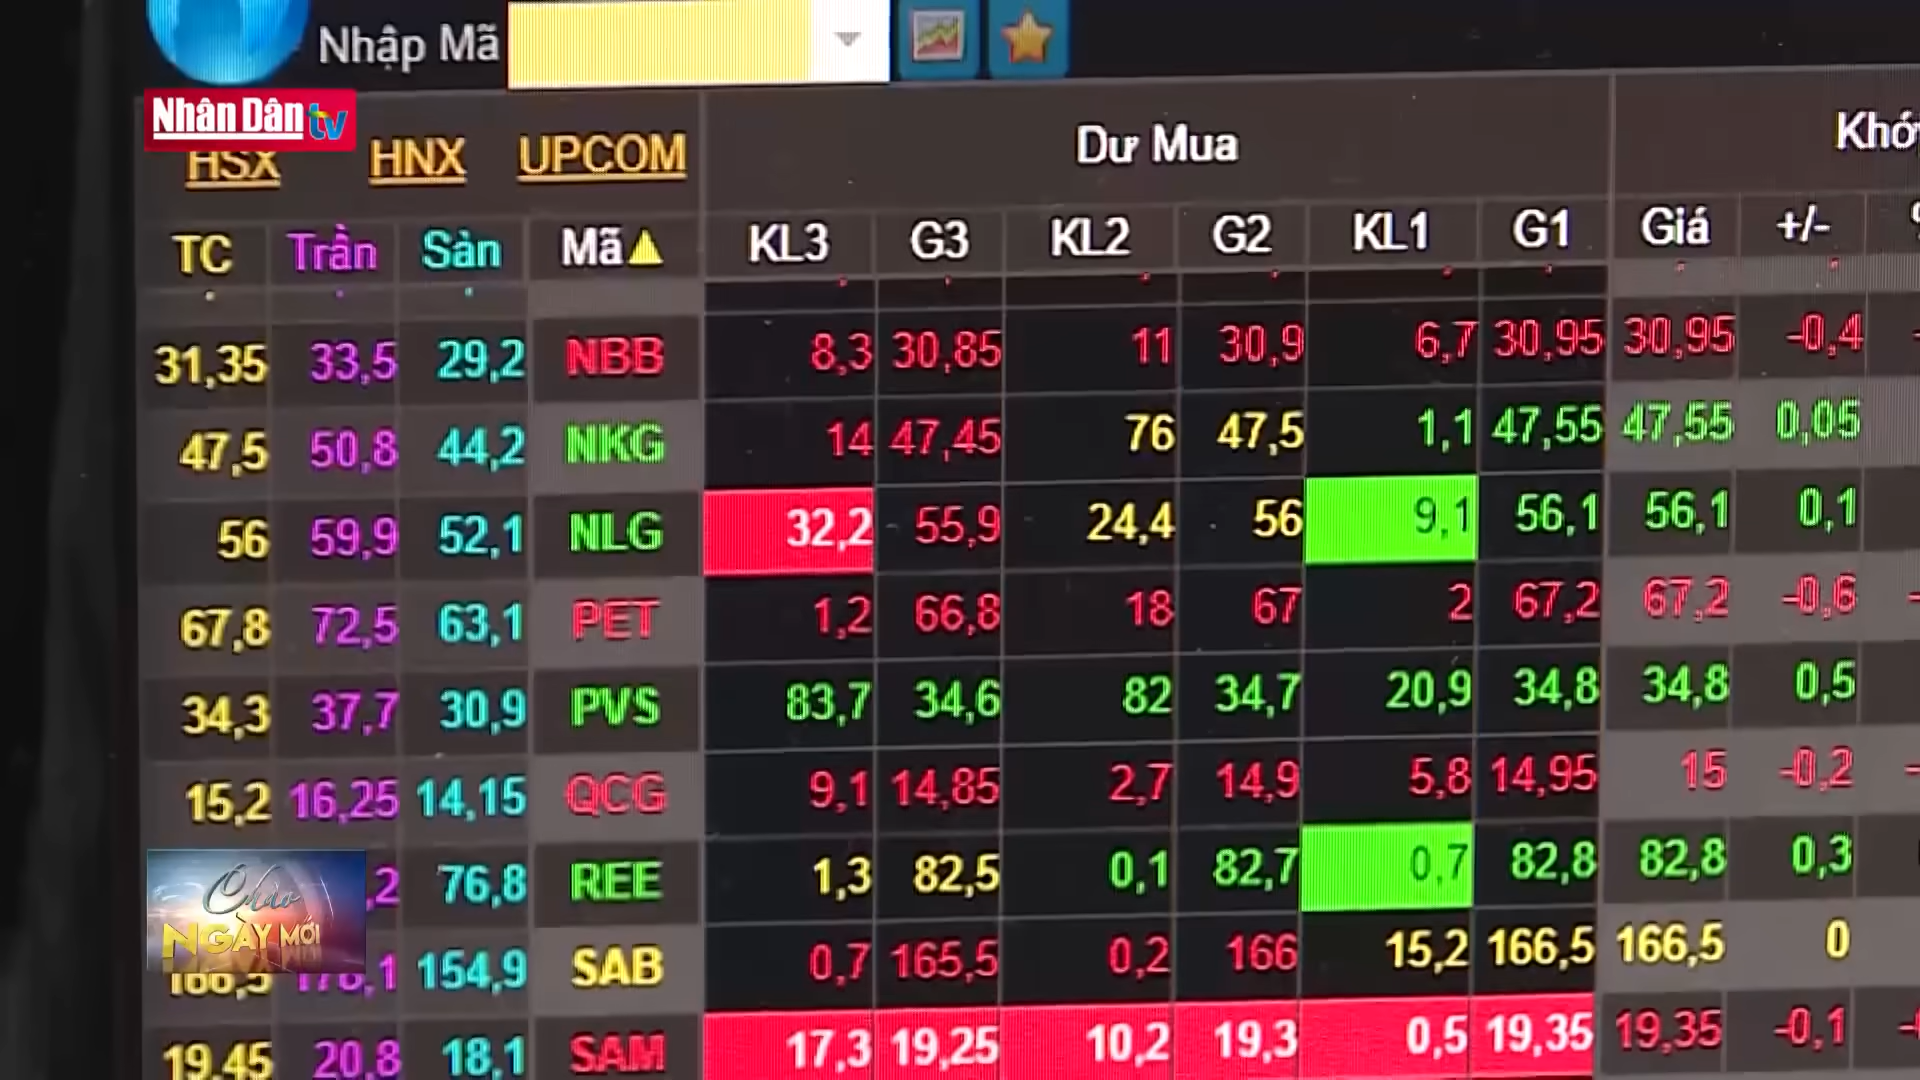 Nhập Mã
Nhân Dân tv
HSX HNX UPCOM Dư Mua
TC Trần Sàn Mã▲ KL3 G3 KL2 G2 KL1 G1 Giá +/-
31,35 33,5 29,2 NBB 8,3 30,85 11 30,9 6,7 30,95 30,95 -0,4
47,5 50,8 44,2 NKG 14 47,45 76 47,5 1,1 47,55 47,55 0,05
56 59,9 52,1 NLG 32,2 55,9 24,4 56 9,1 56,1 56,1 0,1
67,8 72,5 63,1 PET 1,2 66,8 18 67 2 67,2 67,2 -0,6
34,3 37,7 30,9 PVS 83,7 34,6 82 34,7 20,9 34,8 34,8 0,5
15,2 16,25 14,15 QCG 9,1 14,85 2,7 14,9 5,8 14,95 15 -0,2
,2 76,8 REE 1,3 82,5 0,1 82,7 0,7 82,8 82,8 0,3
Chào
NGÀY MỚI
166,5 178,1 154,9 SAB 0,7 165,5 0,2 166 15,2 166,5 166,5 0
19,45 20,8 18,1 SAM 17,3 19,25 10,2 19,3 0,5 19,35 19,35 -0,1